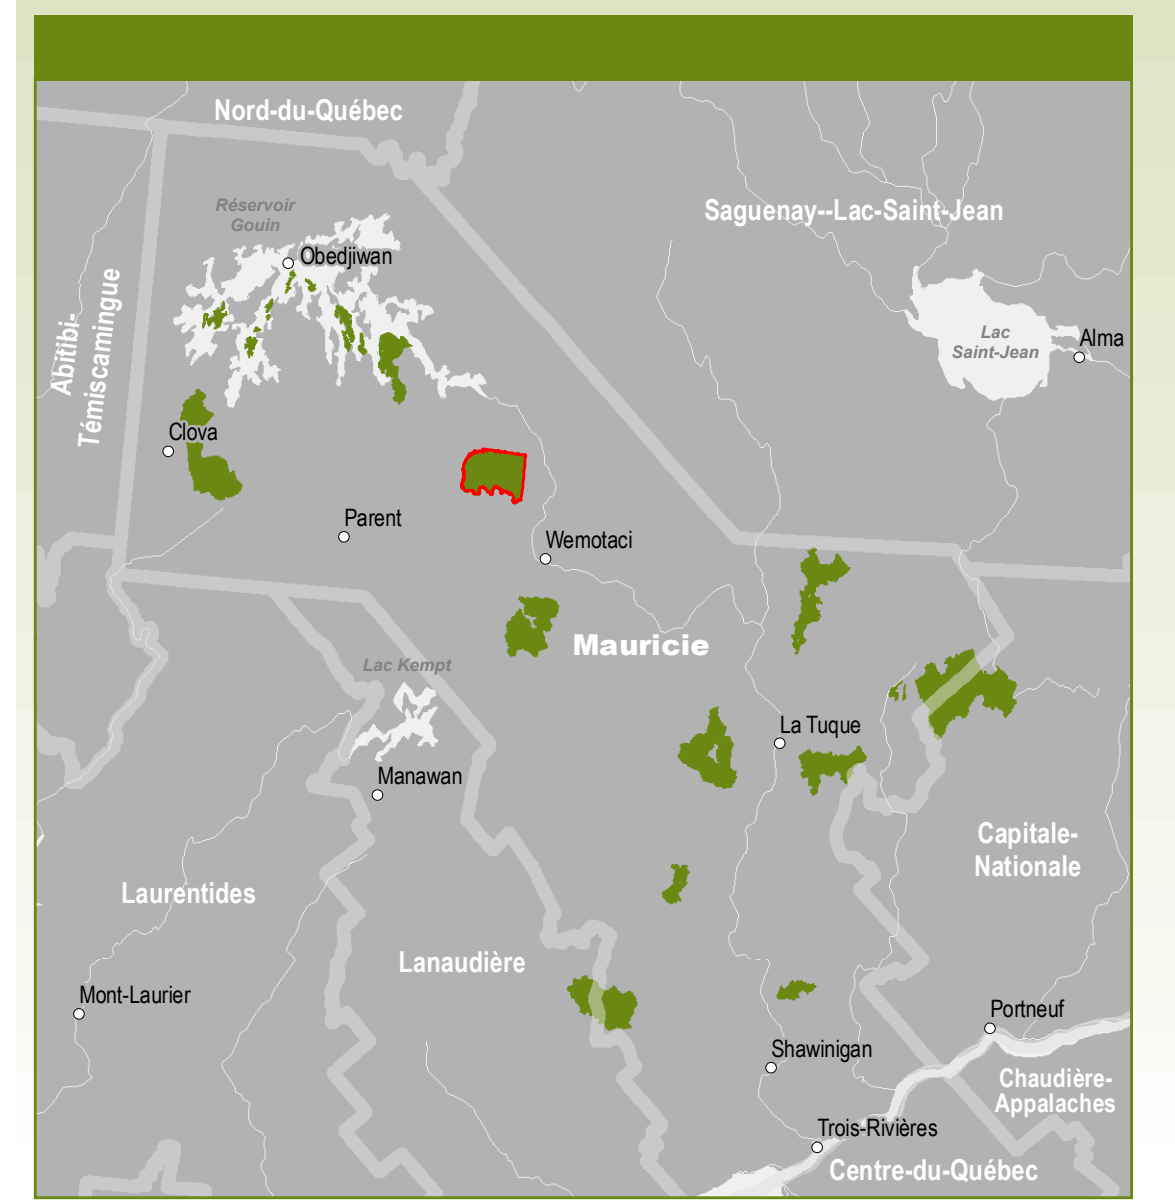 Nord-du-Québec
Saguenay--Lac-Saint-Jean
Réservoir
Gouin
Obedjiwan
Abitibi-
Témiscamingue
Lac
Saint-Jean
Alma
Clova
Parent
Wemotaci
Mauricie
Lac Kempt
La Tuque
Manawan
Capitale-
Nationale
Laurentides
Lanaudière
Mont-Laurier
Portneuf
Shawinigan
Chaudière-
Appalaches
Trois-Rivières
Centre-du-Québec